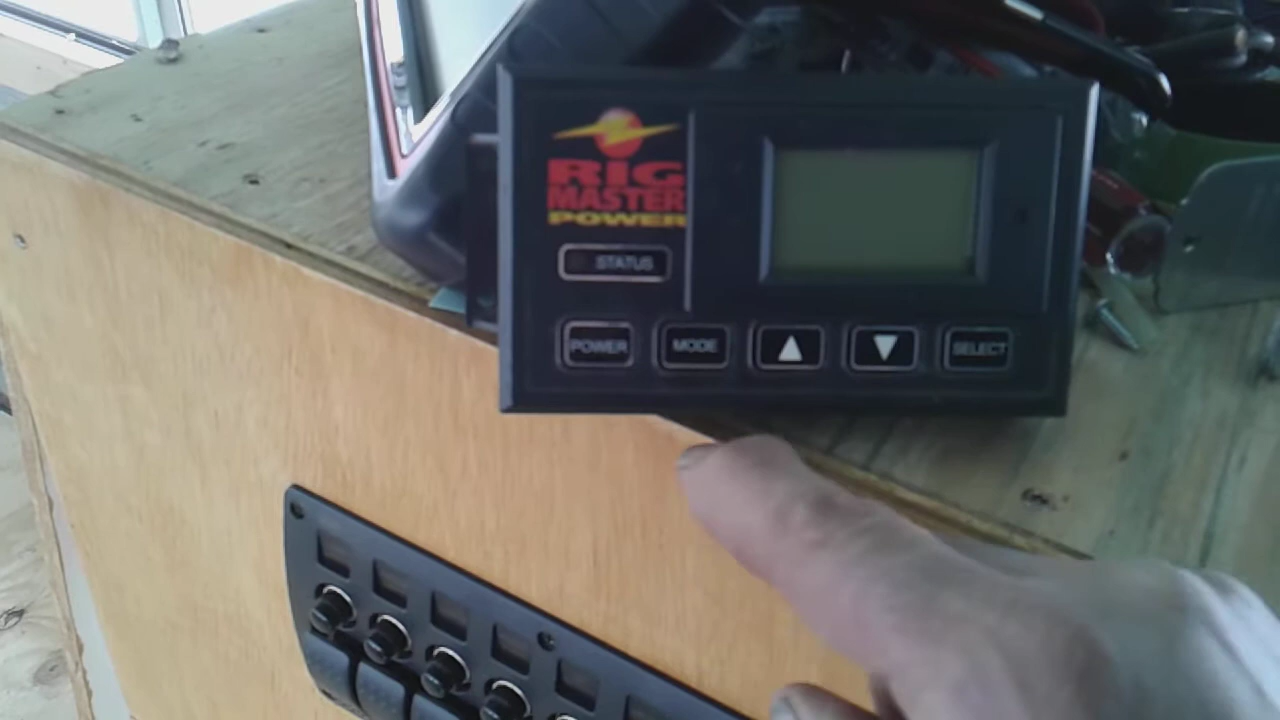 RIG
MASTER
POWER
STATUS
POWER
MODE
SELECT